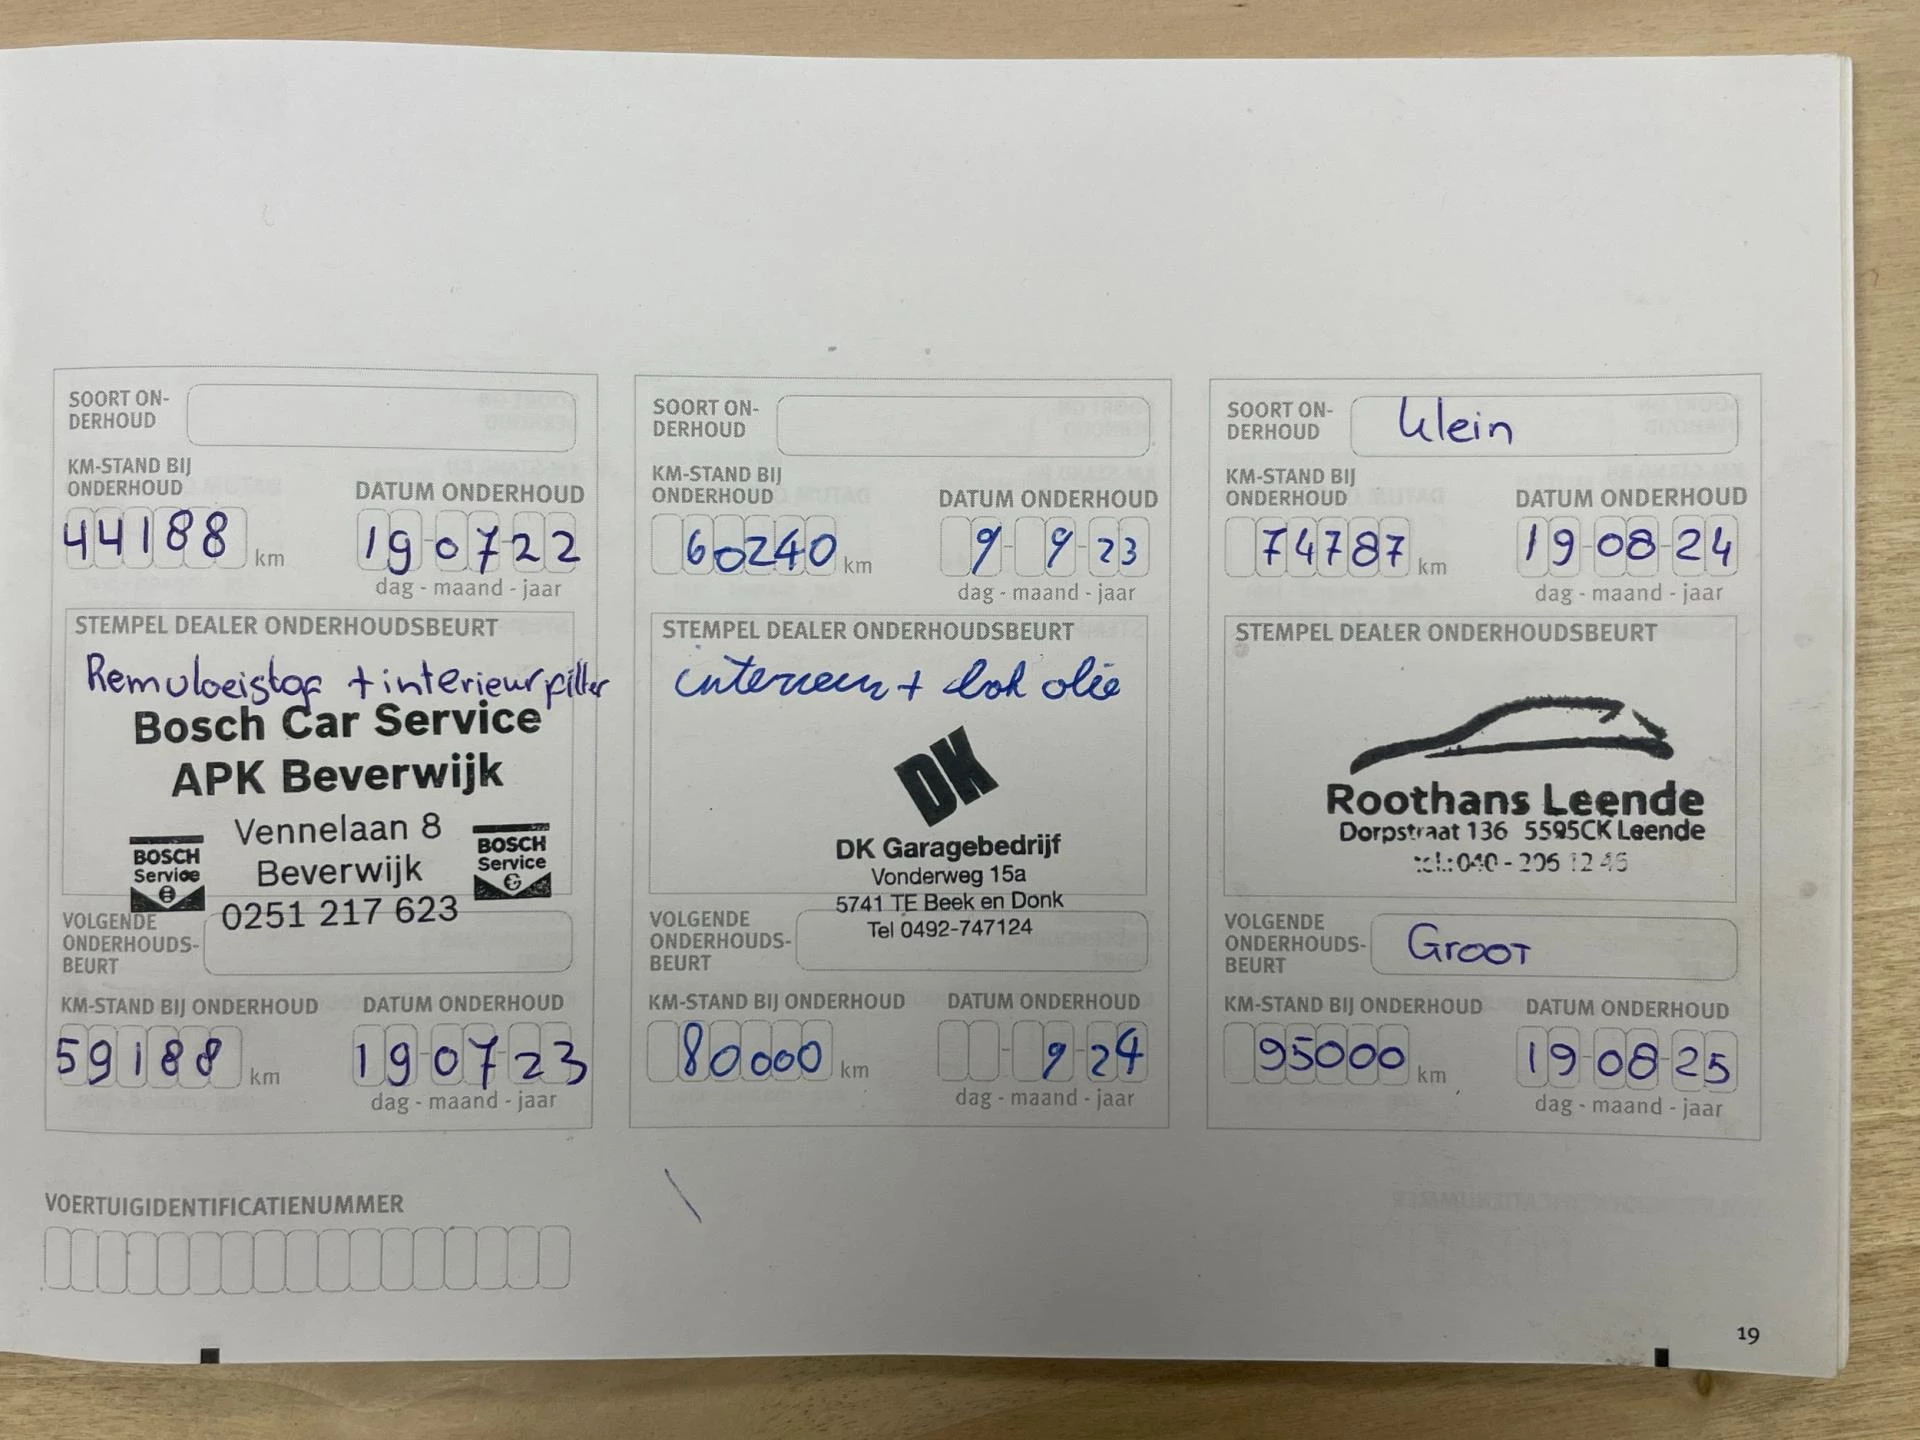 SOORT ON-
DERHOUD
KM-STAND BIJ
ONDERHOUD
DATUM ONDERHOUD
44188 km
19-07-22
dag - maand - jaar
STEMPEL DEALER ONDERHOUDSBEURT
Remvloeistof + interieurfilter
Bosch Car Service
APK Beverwijk
Vennelaan 8
Beverwijk
0251 217 623
BOSCH
Service
BOSCH
Service
VOLGENDE
ONDERHOUDS-
BEURT
KM-STAND BIJ ONDERHOUD
DATUM ONDERHOUD
59188 km
19-07-23
dag - maand - jaar
SOORT ON-
DERHOUD
KM-STAND BIJ
ONDERHOUD
DATUM ONDERHOUD
60240 km
9-9-23
dag - maand - jaar
STEMPEL DEALER ONDERHOUDSBEURT
+ olie
DK
DK Garagebedrijf
Vonderweg 15a
5741 TE Beek en Donk
Tel 0492-747124
VOLGENDE
ONDERHOUDS-
BEURT
KM-STAND BIJ ONDERHOUD
DATUM ONDERHOUD
80000 km
- 9-24
dag - maand - jaar
SOORT ON-
DERHOUD
klein
KM-STAND BIJ
ONDERHOUD
DATUM ONDERHOUD
74787 km
19-08-24
dag - maand - jaar
STEMPEL DEALER ONDERHOUDSBEURT
Roothans Leende
Dorpstraat 136 5595CK Leende
tel.: 040 - 206 12 46
VOLGENDE
ONDERHOUDS-
BEURT
GROOT
KM-STAND BIJ ONDERHOUD
DATUM ONDERHOUD
95000 km
19-08-25
dag - maand - jaar
VOERTUIGIDENTIFICATIENUMMER
19